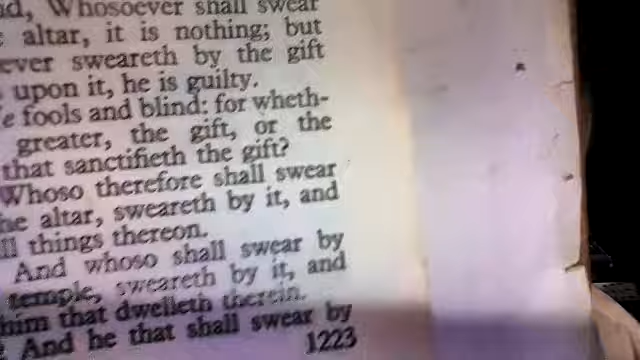 nd, Whosoever shall swear
altar, it is nothing; but
ever sweareth by the gift
upon it, he is guilty.
e fools and blind: for wheth-
greater, the gift, or the
that sanctifieth the gift?
Whoso therefore shall swear
he altar, sweareth by it, and
ll things thereon.
And whoso shall swear by
temple, sweareth by it, and
him that dwelleth therein.
And he that shall swear by
1223